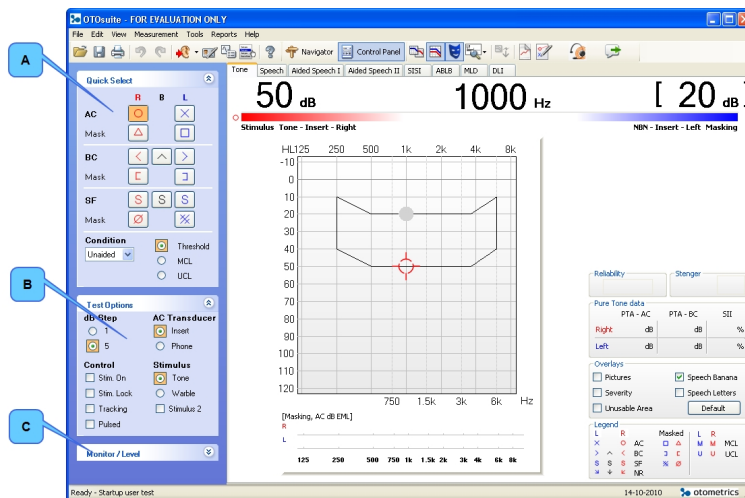 OTOsuite - FOR EVALUATION ONLY
File Edit View Measurement Tools Reports Help
Navigator Control Panel
A
B
C
Quick Select
R B L
AC
Mask
BC
Mask
SF S S S
Mask
Condition
Unaided
Threshold
MCL
UCL
Test Options
dB Step AC Transducer
1 Insert
5 Phone
Control Stimulus
Stim. On Tone
Stim. Lock Warble
Tracking Stimulus 2
Pulsed
Monitor / Level
Tone Speech Aided Speech I Aided Speech II SISI ABLB MLD DLI
50 dB 1000 Hz [ 20 dB ]
Stimulus Tone - Insert - Right NBN - Insert - Left Masking
HL 125 250 500 1k 2k 4k 8k
-10
0
10
20
30
40
50
60
70
80
90
100
110
120
750 1.5k 3k 6k Hz
[Masking, AC dB EML]
R
L
125 250 500 750 1k 1.5k 2k 3k 4k 6k 8k
Reliability Stenger
Pure Tone data
PTA - AC PTA - BC SII
Right dB dB %
Left dB dB %
Overlays
Pictures Speech Banana
Severity Speech Letters
Unusable Area Default
Legend
L R Masked L R
AC M M MCL
BC U U UCL
S S S SF
NR
Ready - Startup user test 14-10-2010 otometrics